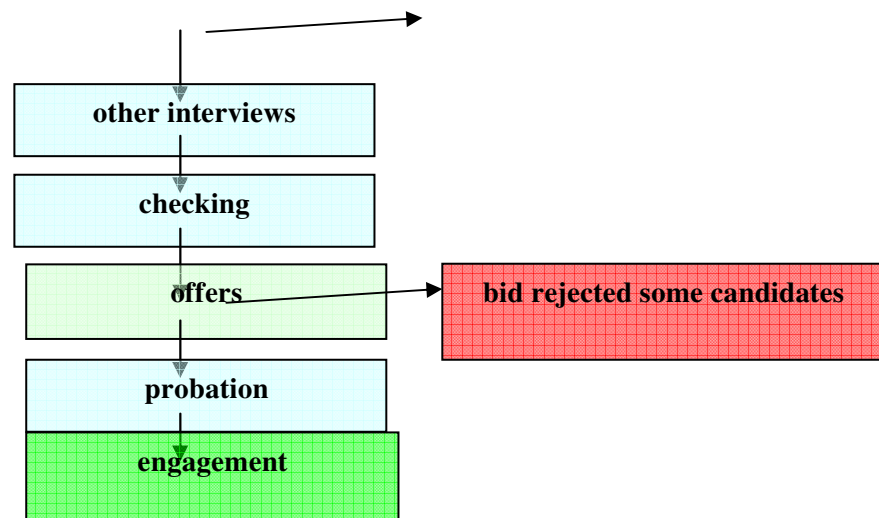 other interviews
checking
offers
bid rejected some candidates
probation
engagement